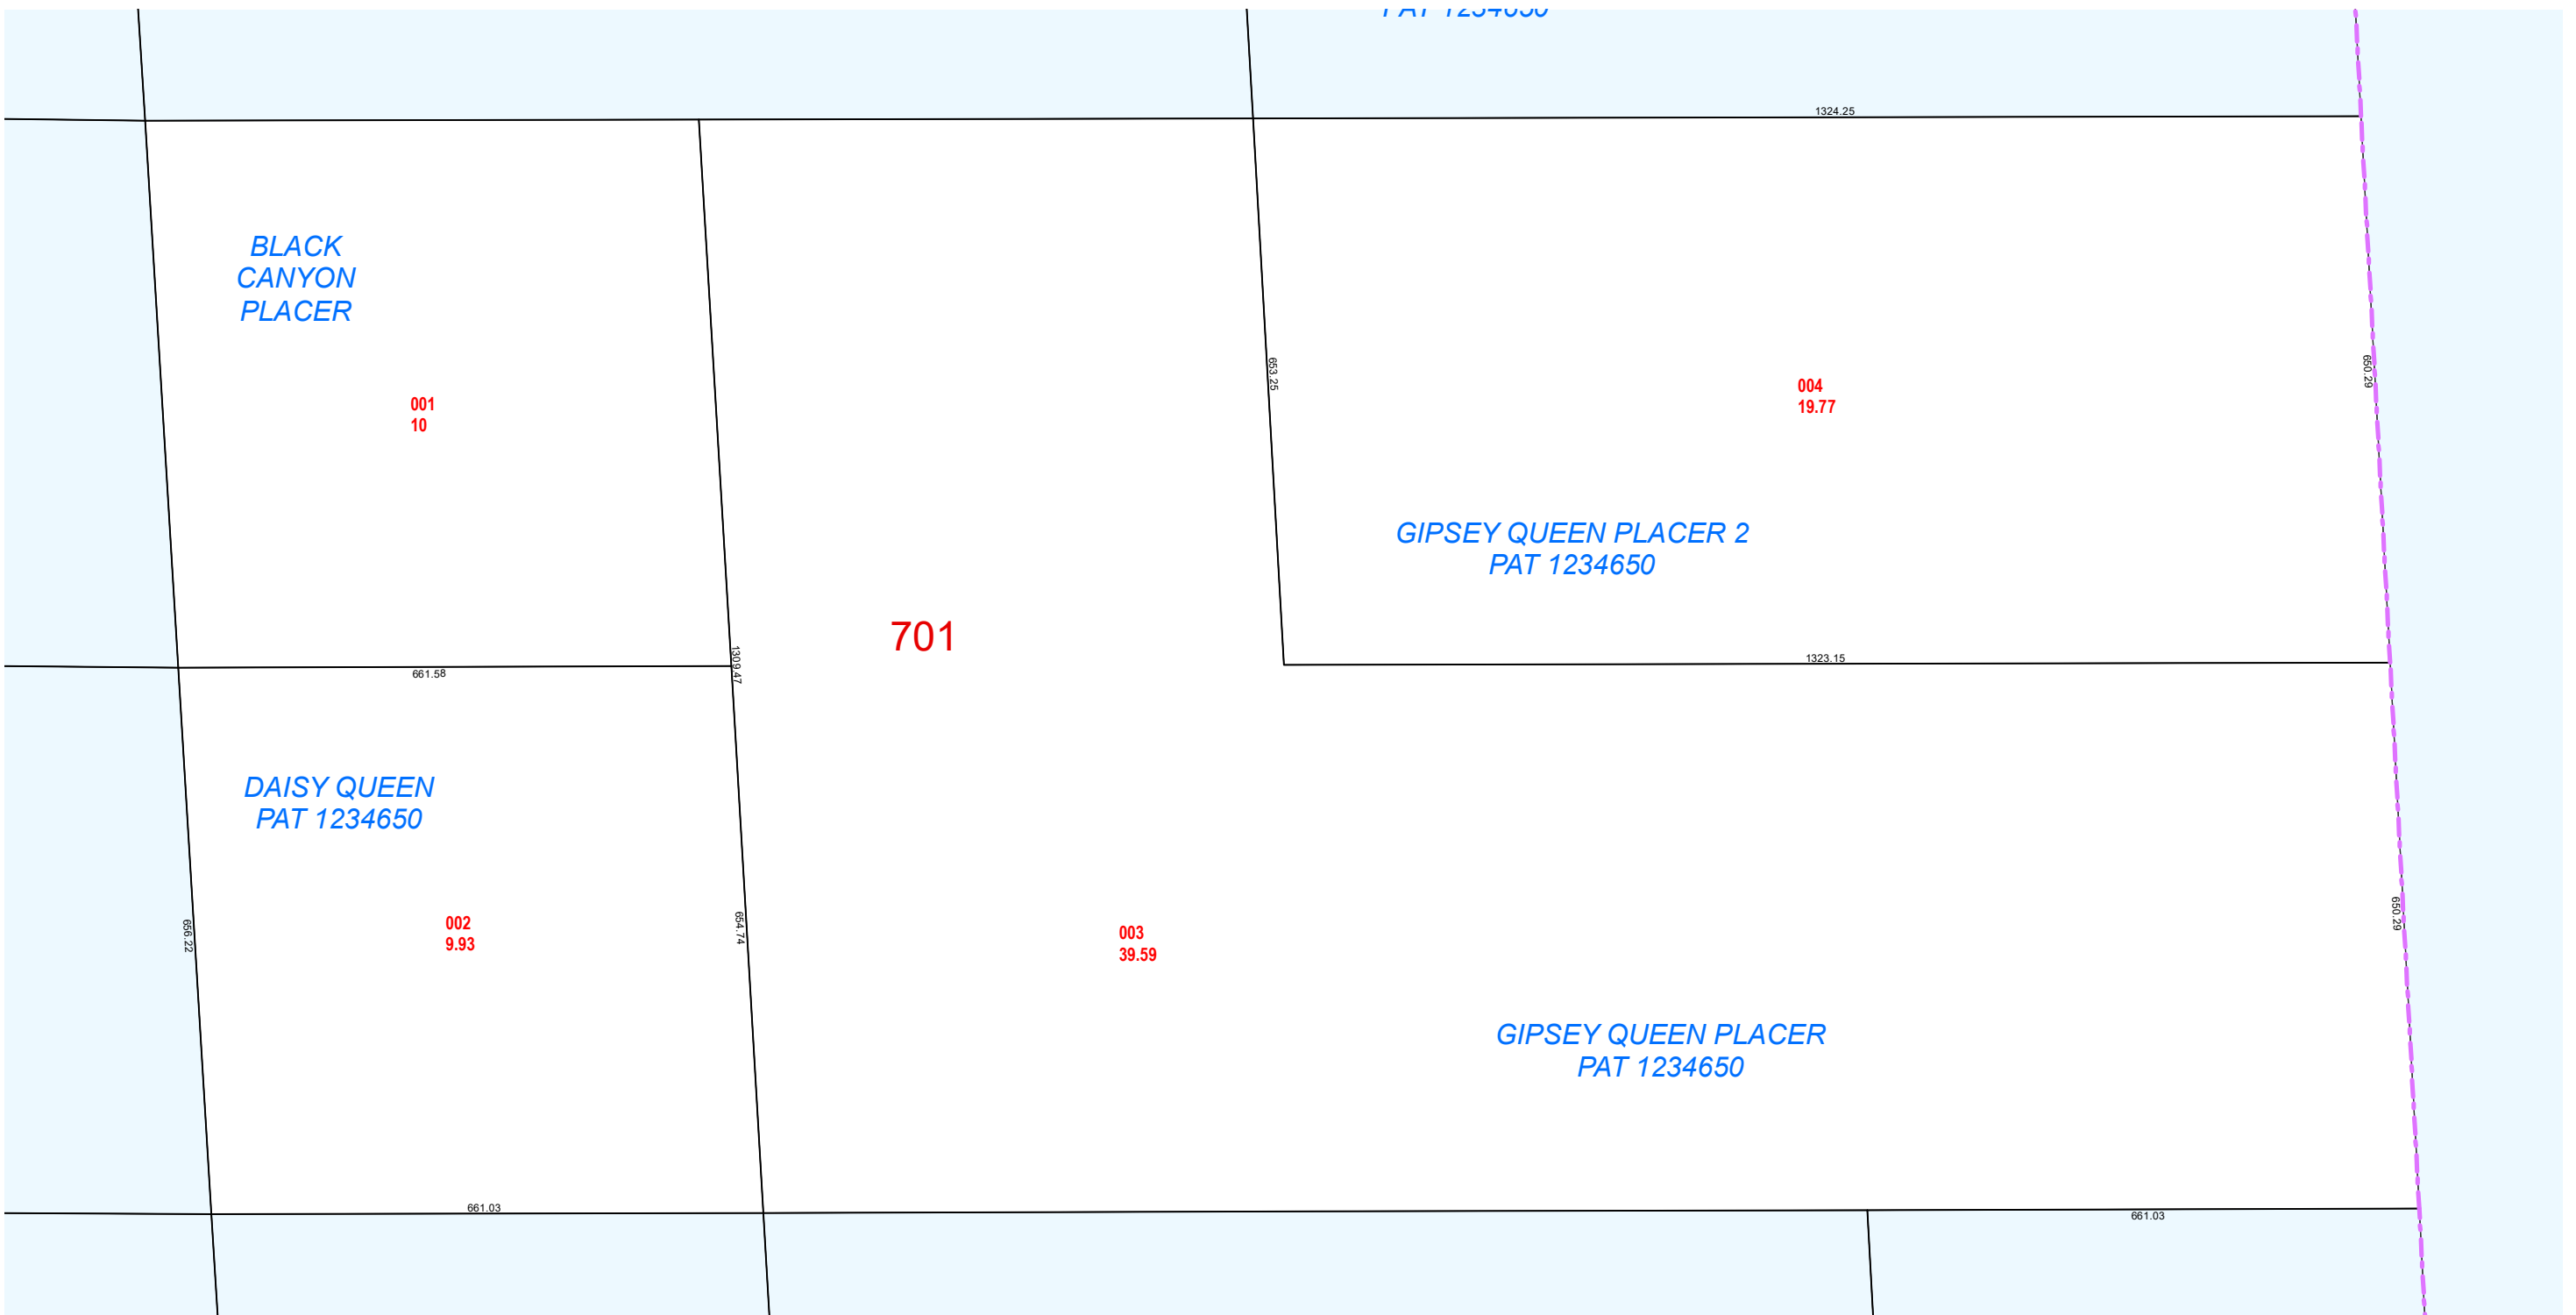 PAT 1234650
1324.25
BLACK
CANYON
PLACER
001
10
653.25
650.29
004
19.77
GIPSEY QUEEN PLACER 2
PAT 1234650
701
1309.47
661.58
1323.15
DAISY QUEEN
PAT 1234650
656.22
002
9.93
654.74
003
39.59
650.29
GIPSEY QUEEN PLACER
PAT 1234650
661.03
661.03